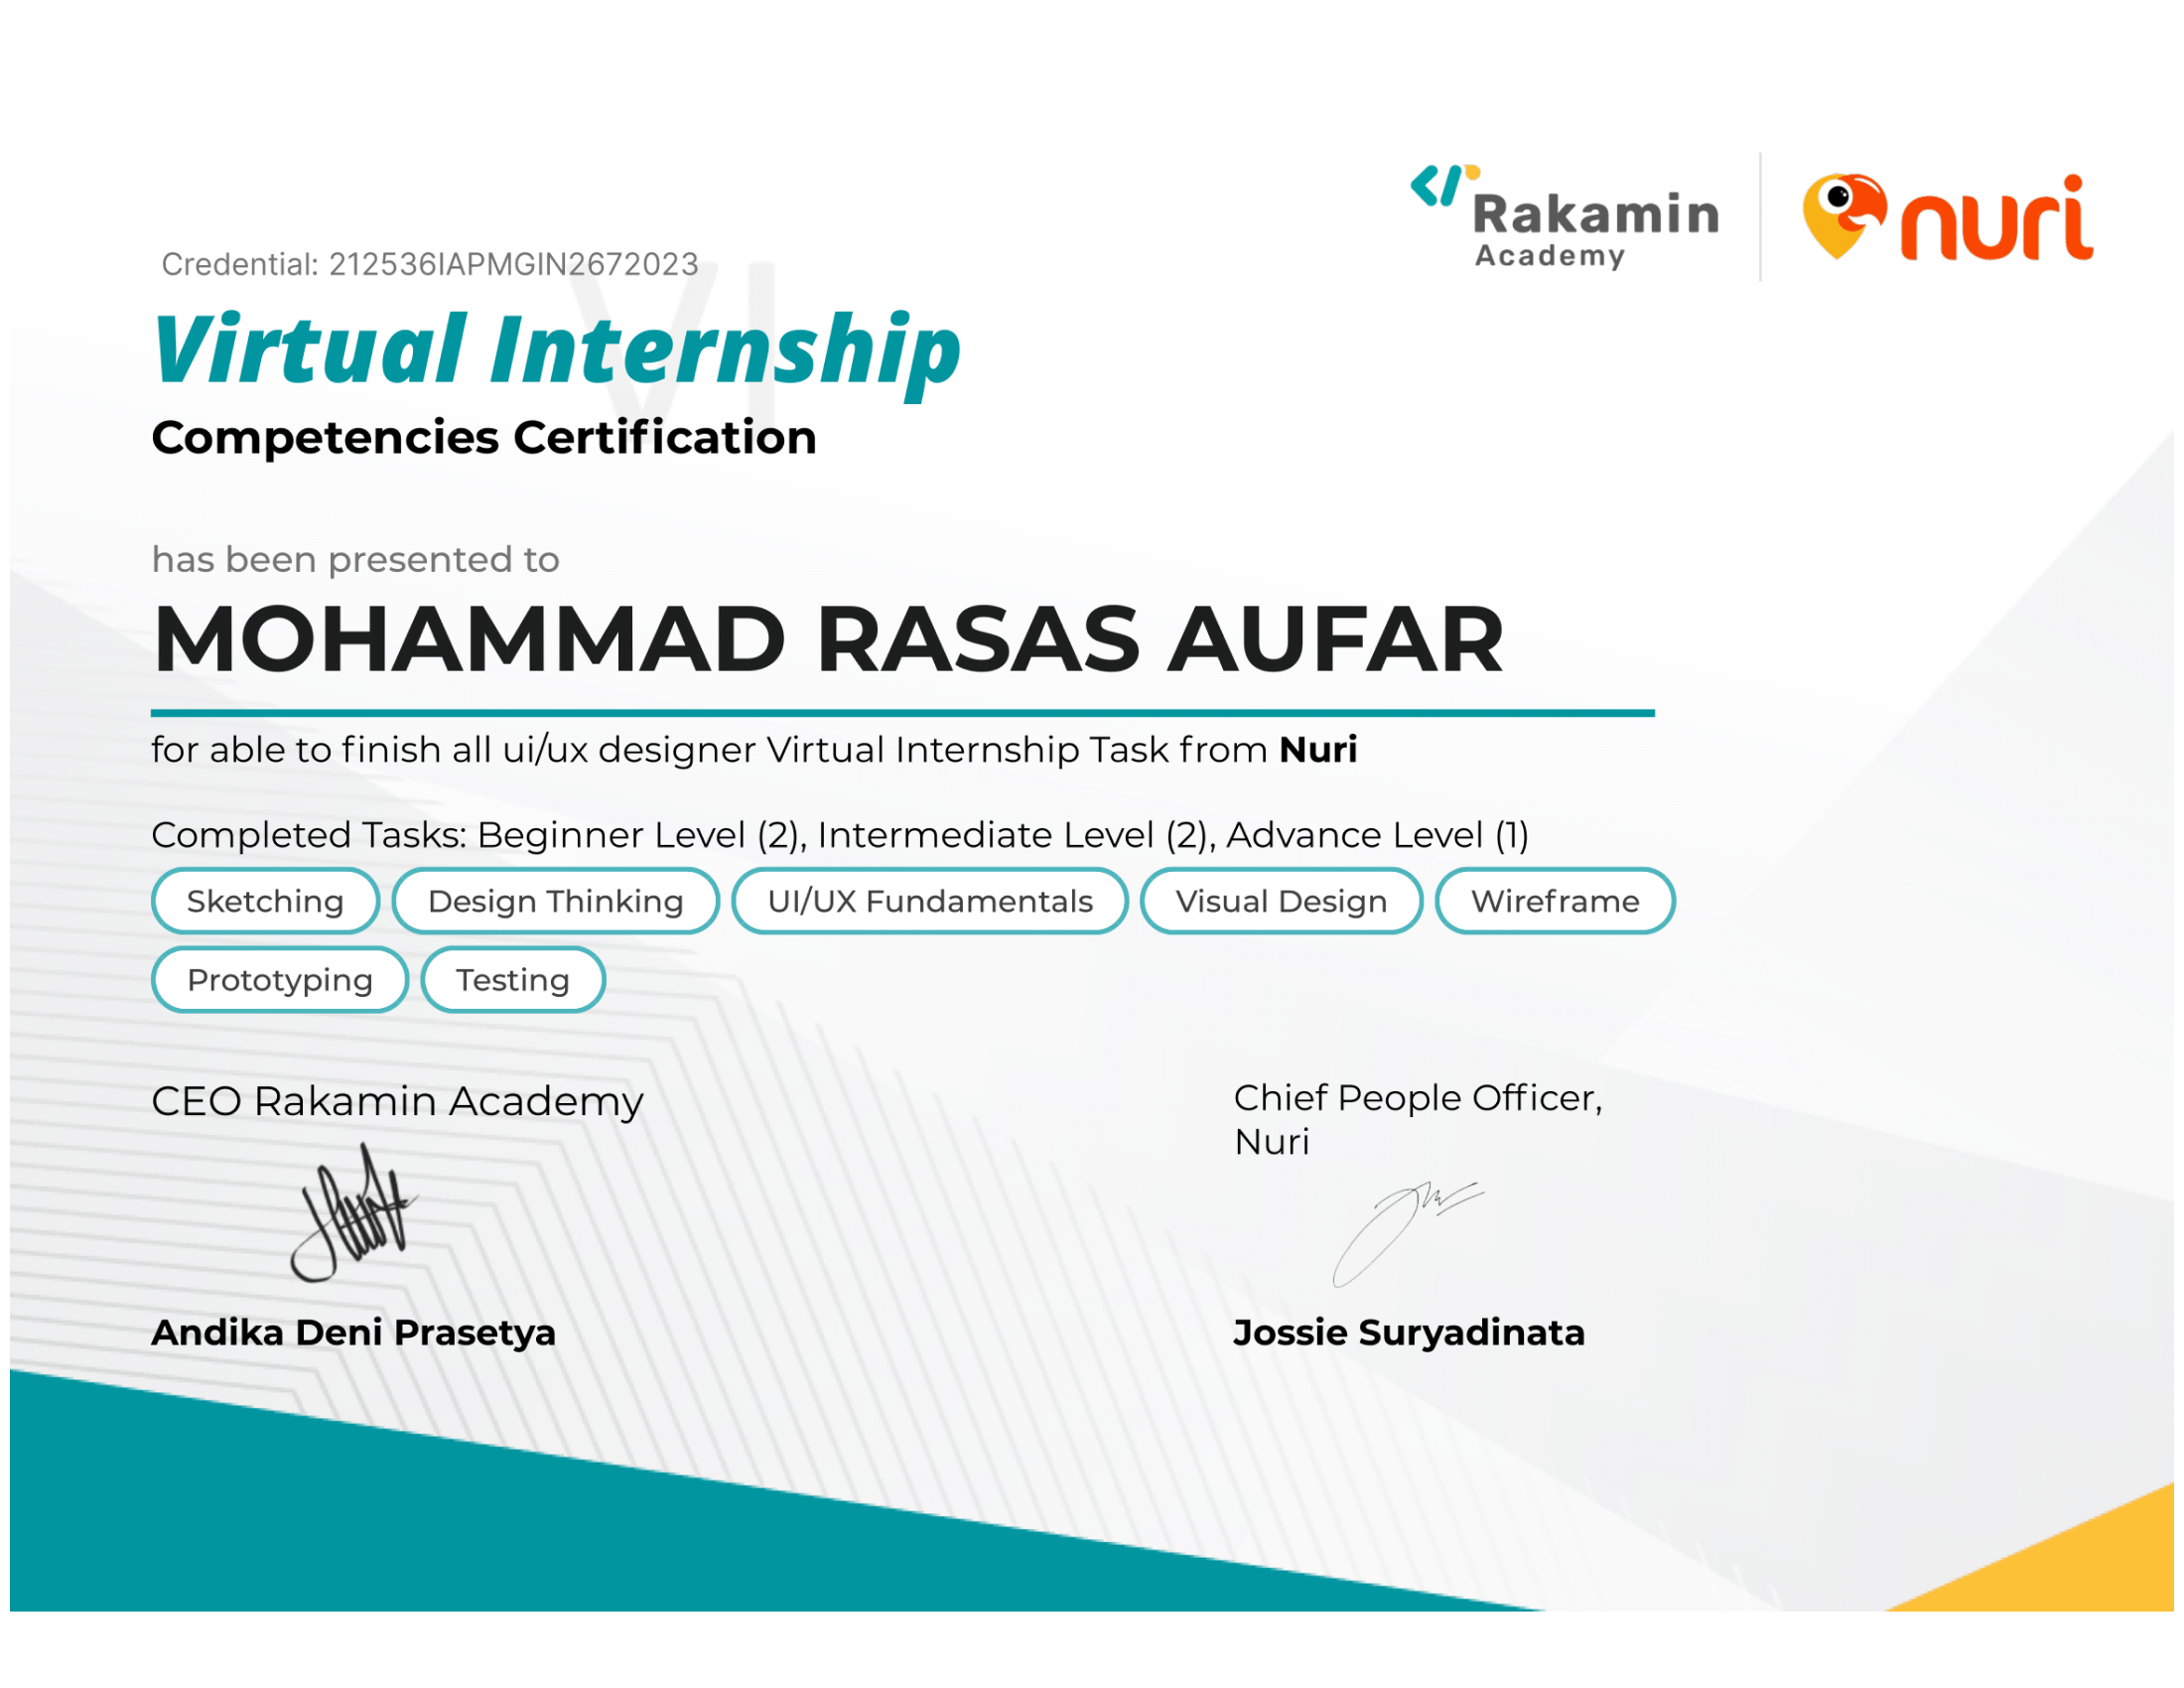 Rakamin
Academy
nuri
Credential: 212536IAPMGIN2672023
VI
Virtual Internship
Competencies Certification
has been presented to
MOHAMMAD RASAS AUFAR
for able to finish all ui/ux designer Virtual Internship Task from Nuri
Completed Tasks: Beginner Level (2), Intermediate Level (2), Advance Level (1)
Sketching Design Thinking UI/UX Fundamentals Visual Design Wireframe
Prototyping Testing
CEO Rakamin Academy
Andika Deni Prasetya
Chief People Officer,
Nuri
Jossie Suryadinata